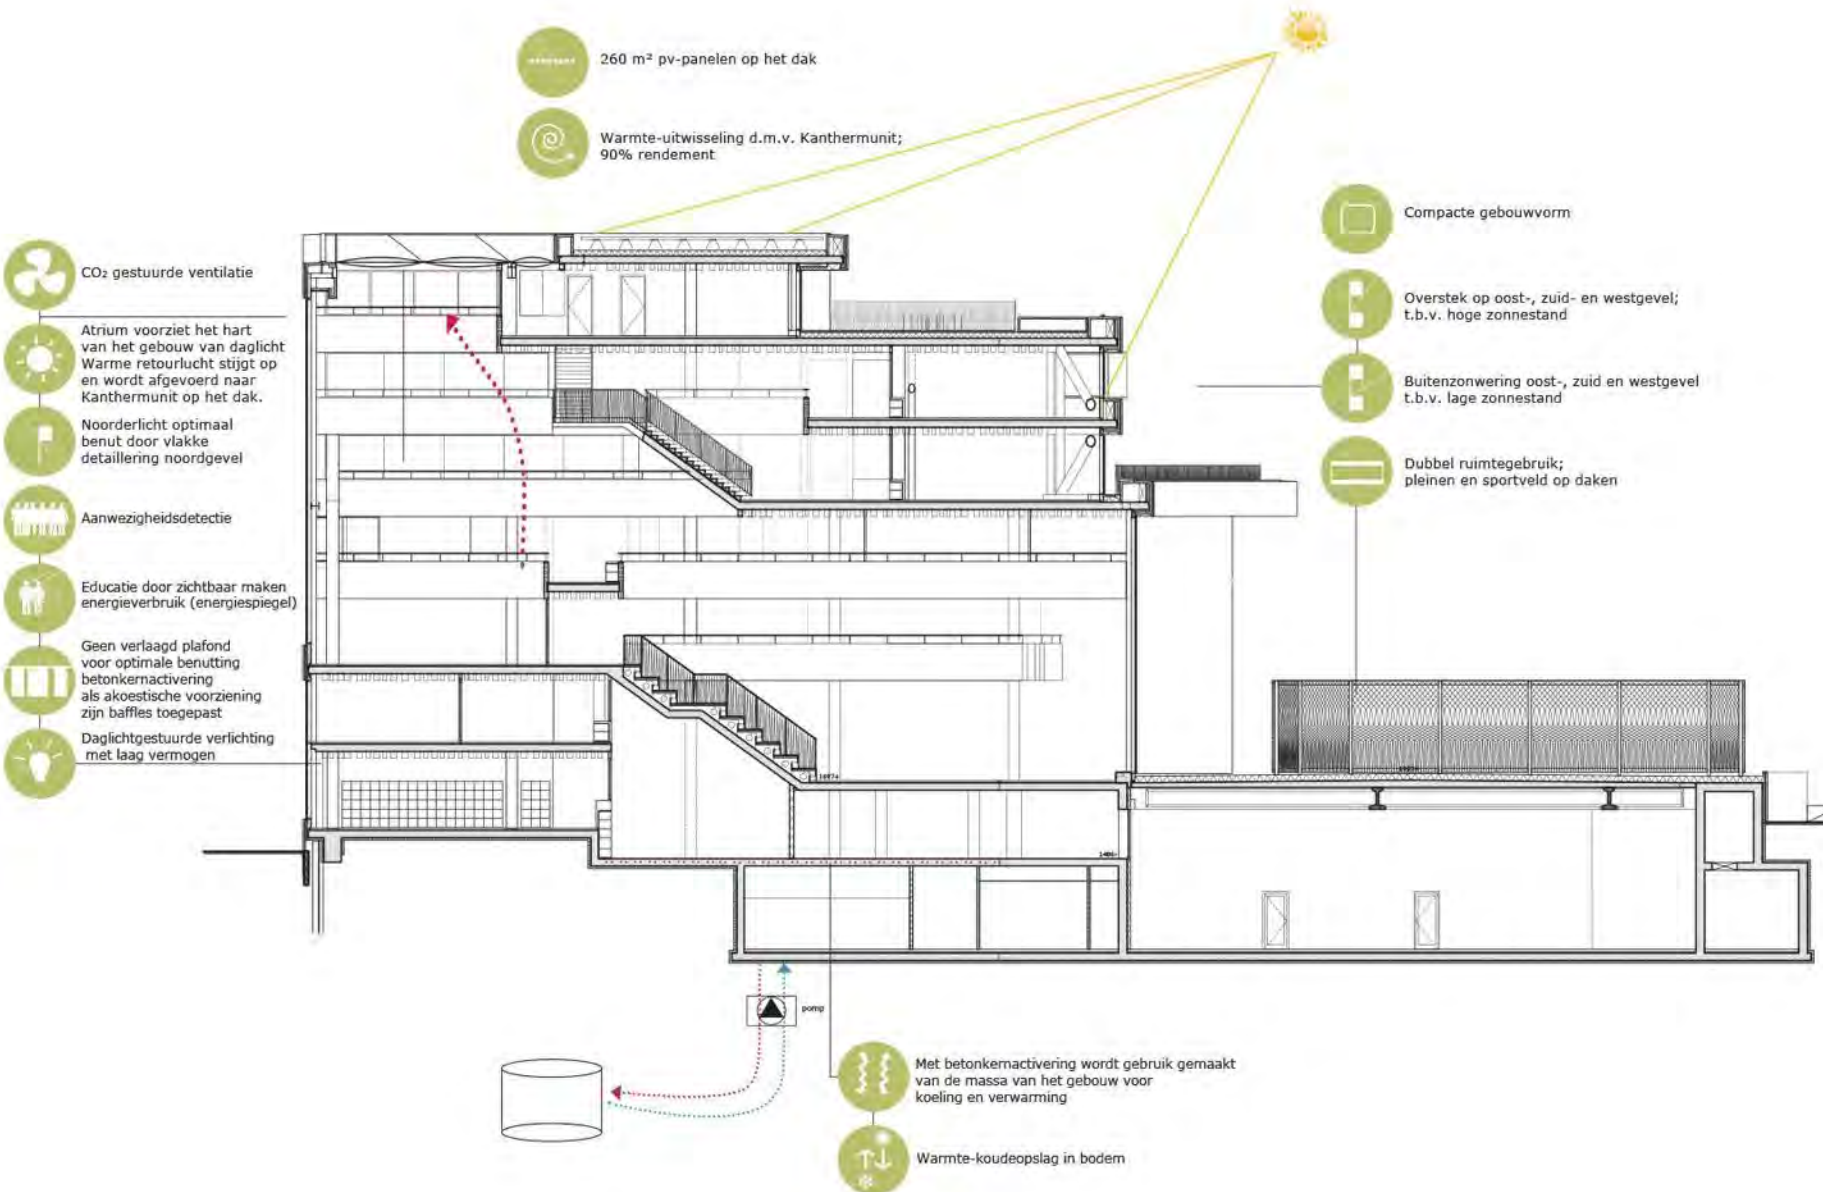 260 m² pv-panelen op het dak
Warmte-uitwisseling d.m.v. Kanthermunit;
90% rendement
CO₂ gestuurde ventilatie
Atrium voorziet het hart
van het gebouw van daglicht
Warme retourlucht stijgt op
en wordt afgevoerd naar
Kanthermunit op het dak.
Noorderlicht optimaal
benut door vlakke
detaillering noordgevel
Aanwezigheidsdetectie
Educatie door zichtbaar maken
energieverbruik (energiespiegel)
Geen verlaagd plafond
voor optimale benutting
betonkernactivering
als akoestische voorziening
zijn baffles toegepast
Daglichtgestuurde verlichting
met laag vermogen
Compacte gebouwvorm
Overstek op oost-, zuid- en westgevel;
t.b.v. hoge zonnestand
Buitenzonwering oost-, zuid en westgevel
t.b.v. lage zonnestand
Dubbel ruimtegebruik;
pleinen en sportveld op daken
pomp
Met betonkernactivering wordt gebruik gemaakt
van de massa van het gebouw voor
koeling en verwarming
Warmte-koudeopslag in bodem